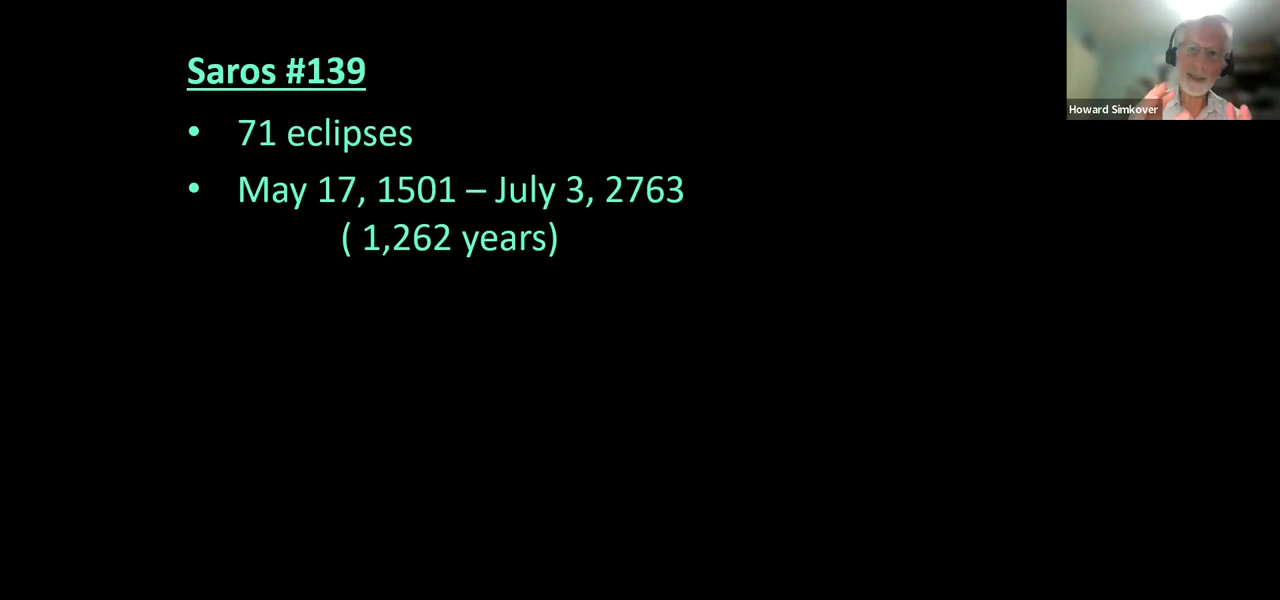 Saros #139
• 71 eclipses
• May 17, 1501 – July 3, 2763
( 1,262 years)
Howard Simkover